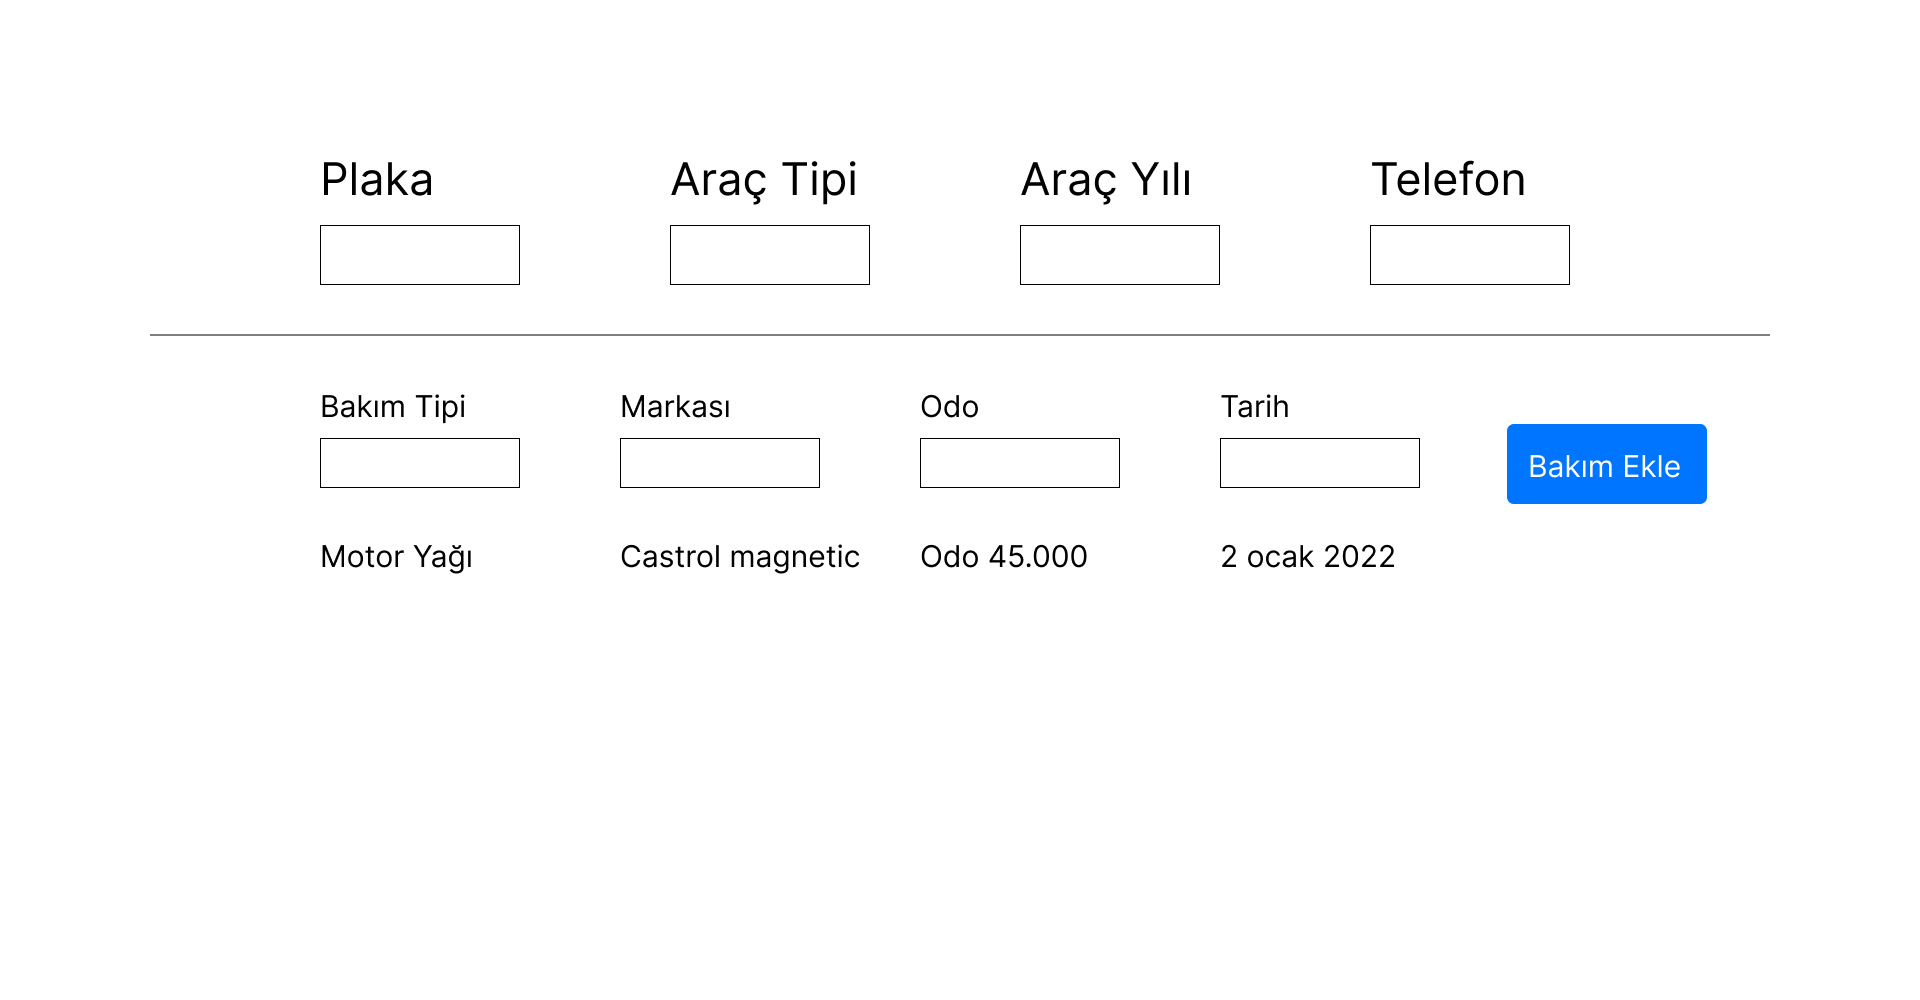 Plaka
Araç Tipi
Araç Yılı
Telefon
Bakım Tipi
Markası
Odo
Tarih
Bakım Ekle
Motor Yağı
Castrol magnetic
Odo 45.000
2 ocak 2022